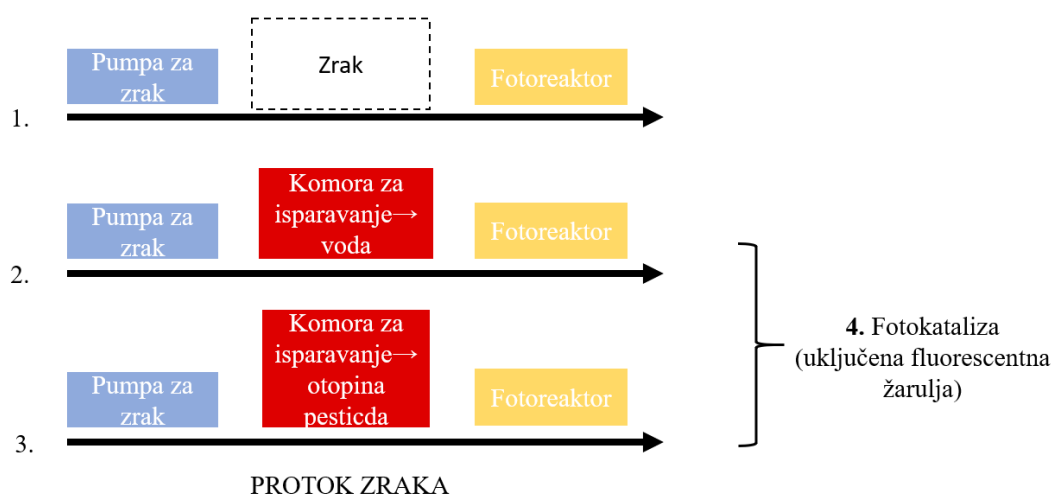 Pumpa za
zrak
Zrak
Fotoreaktor
1.
Pumpa za
zrak
Komora za
isparavanje→
voda
Fotoreaktor
2.
Pumpa za
zrak
Komora za
isparavanje→
otopina
pesticda
Fotoreaktor
3.
4. Fotokataliza
(uključena fluorescentna
žarulja)
PROTOK ZRAKA